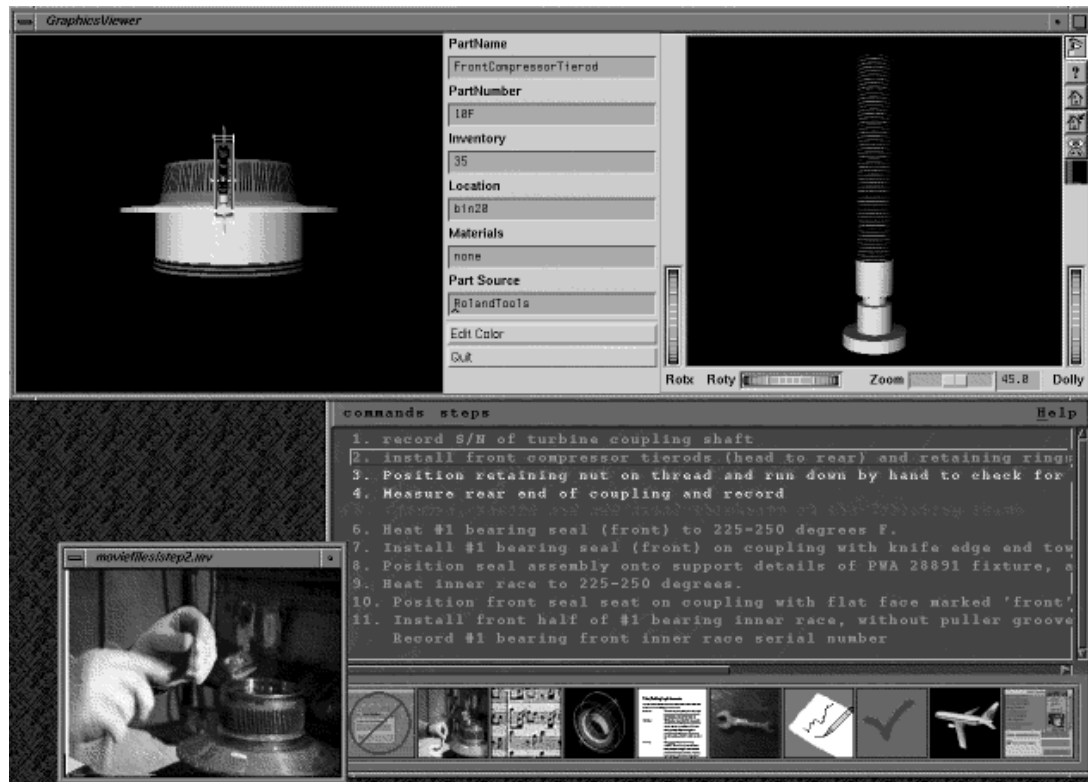 GraphicsViewer
PartName
FrontCompressorTierod
PartNumber
10F
Inventory
35
Location
bin20
Materials
none
Part Source
RolandTools
Edit Color
Quit
?
Rotx Roty Zoom 45.0 Dolly
commands steps Help
1. record S/N of turbine coupling shaft
2. install front compressor tierods (head to rear) and retaining rings
3. Position retaining nut on thread and run down by hand to check for
4. Measure rear end of coupling and record
6. Heat #1 bearing seal (front) to 225-250 degrees F.
7. Install #1 bearing seal (front) on coupling with knife edge end tow
8. Position seal assembly onto support details of PWA 28891 fixture, a
9. Heat inner race to 225-250 degrees.
10. Position front seal seat on coupling with flat face marked 'front'
11. Install front half of #1 bearing inner race, without puller groove
Record #1 bearing front inner race serial number
moviefiles/step2.mv